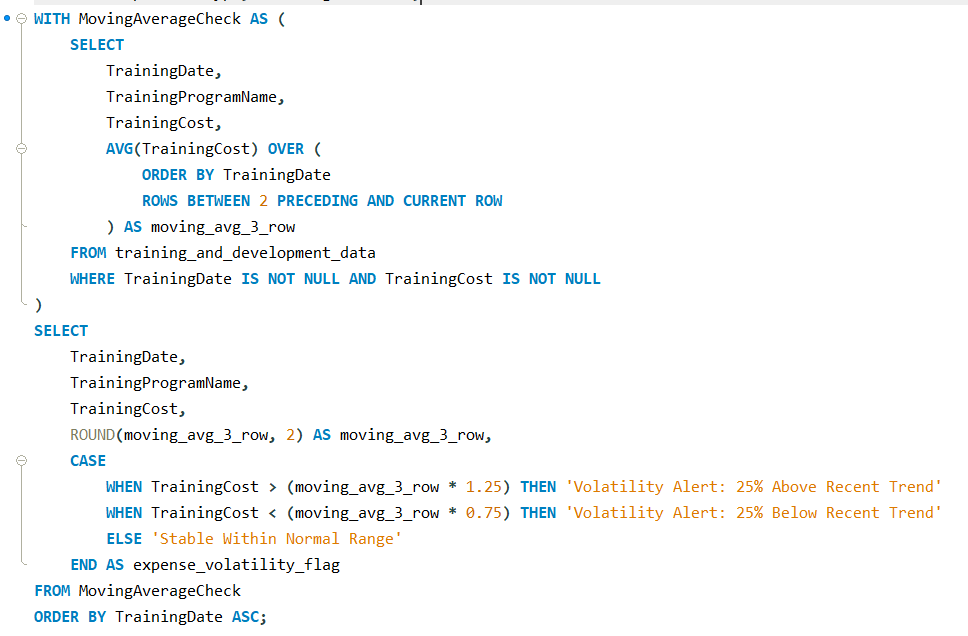 WITH MovingAverageCheck AS (
    SELECT
        TrainingDate,
        TrainingProgramName,
        TrainingCost,
        AVG(TrainingCost) OVER (
            ORDER BY TrainingDate
            ROWS BETWEEN 2 PRECEDING AND CURRENT ROW
        ) AS moving_avg_3_row
    FROM training_and_development_data
    WHERE TrainingDate IS NOT NULL AND TrainingCost IS NOT NULL
)
SELECT
    TrainingDate,
    TrainingProgramName,
    TrainingCost,
    ROUND(moving_avg_3_row, 2) AS moving_avg_3_row,
    CASE
        WHEN TrainingCost > (moving_avg_3_row * 1.25) THEN 'Volatility Alert: 25% Above Recent Trend'
        WHEN TrainingCost < (moving_avg_3_row * 0.75) THEN 'Volatility Alert: 25% Below Recent Trend'
        ELSE 'Stable Within Normal Range'
    END AS expense_volatility_flag
FROM MovingAverageCheck
ORDER BY TrainingDate ASC;